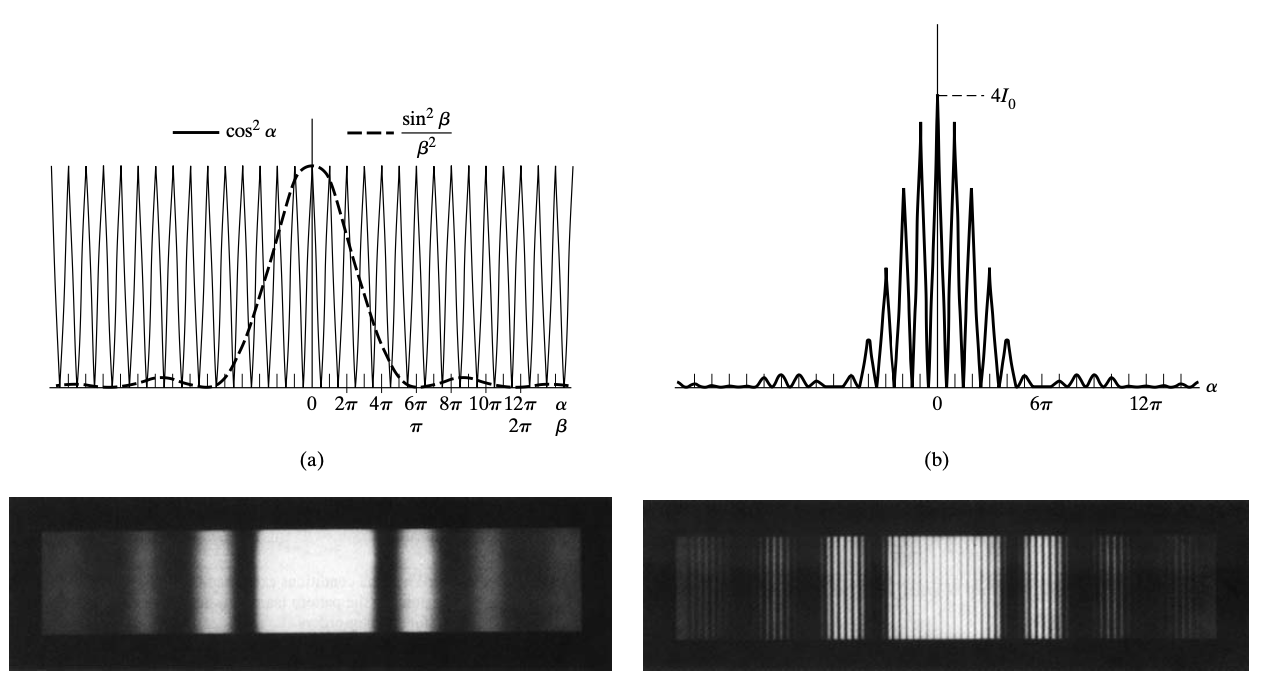 cos² α
sin² β
β²
0 2π 4π 6π 8π 10π 12π α
π 2π β
(a)
4I₀
0 6π 12π α
(b)